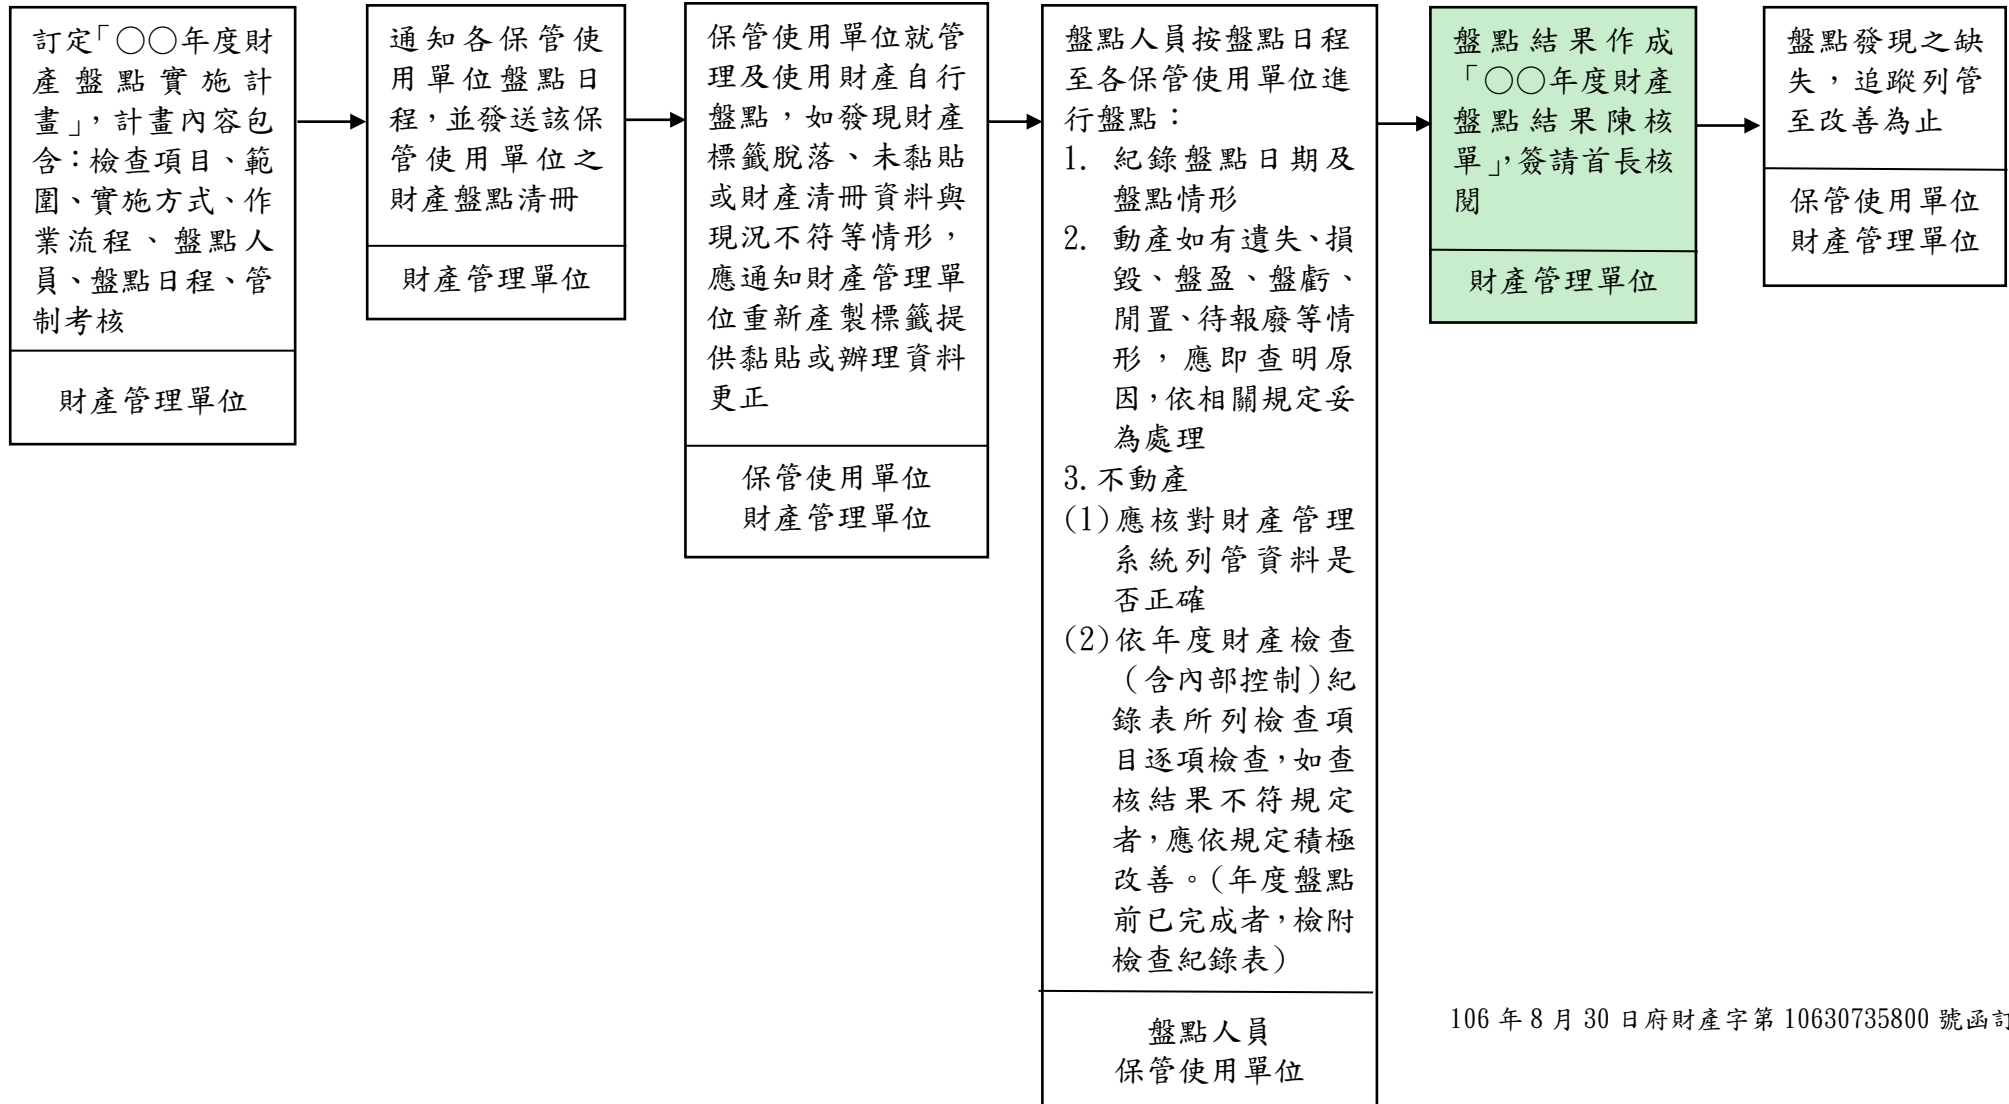 訂定「○○年度財
產盤點實施計
畫」，計畫內容包
含：檢查項目、範
圍、實施方式、作
業流程、盤點人
員、盤點日程、管
制考核
財產管理單位
通知各保管使
用單位盤點日
程，並發送該保
管使用單位之
財產盤點清冊
財產管理單位
保管使用單位就管
理及使用財產自行
盤點，如發現財產
標籤脫落、未黏貼
或財產清冊資料與
現況不符等情形，
應通知財產管理單
位重新產製標籤提
供黏貼或辦理資料
更正
保管使用單位
財產管理單位
盤點人員按盤點日程
至各保管使用單位進
行盤點：
1. 紀錄盤點日期及
盤點情形
2. 動產如有遺失、損
毀、盤盈、盤虧、
閒置、待報廢等情
形，應即查明原
因，依相關規定妥
為處理
3.不動產
(1)應核對財產管理
系統列管資料是
否正確
(2)依年度財產檢查
（含內部控制）紀
錄表所列檢查項
目逐項檢查，如查
核結果不符規定
者，應依規定積極
改善。（年度盤點
前已完成者，檢附
檢查紀錄表）
盤點人員
保管使用單位
盤點結果作成
「○○年度財產
盤點結果陳核
單」，簽請首長核
閱
財產管理單位
盤點發現之缺
失，追蹤列管
至改善為止
保管使用單位
財產管理單位
106 年 8 月 30 日府財產字第 10630735800 號函訂